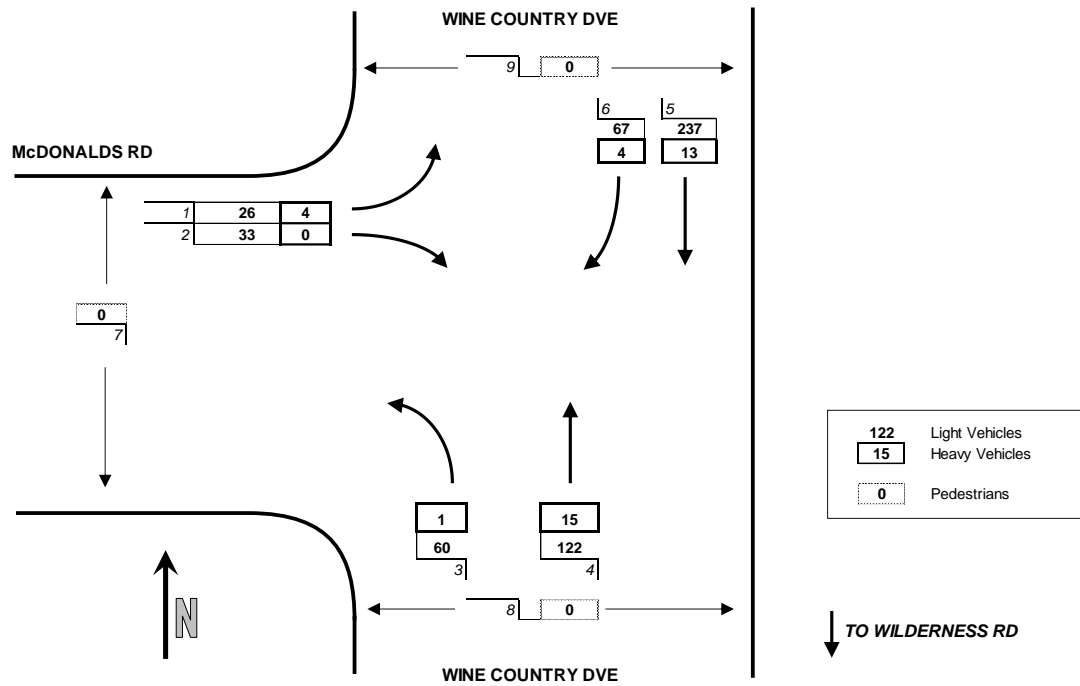 WINE COUNTRY DVE
9 0
6 5
67 237
4 13
McDONALDS RD
1 26 4
2 33 0
0
7
122 Light Vehicles
15 Heavy Vehicles
0 Pedestrians
1 15
60 122
3 4
8 0
N
TO WILDERNESS RD
WINE COUNTRY DVE